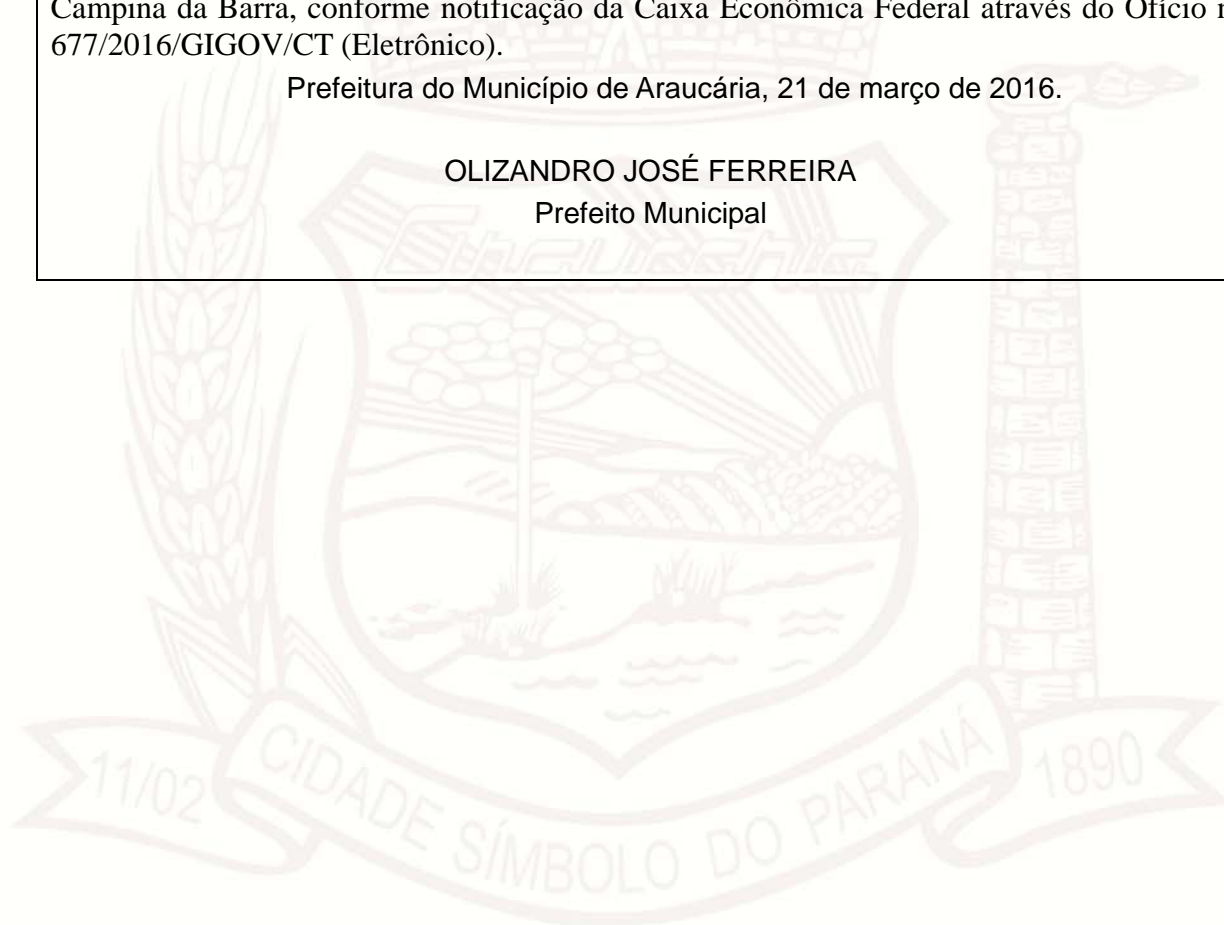 Campina da Barra, conforme notificação da Caixa Econômica Federal através do Ofício
677/2016/GIGOV/CT (Eletrônico).
Prefeitura do Município de Araucária, 21 de março de 2016.
OLIZANDRO JOSÉ FERREIRA
Prefeito Municipal
Araucária
11/02
CIDADE SÍMBOLO DO PARANÁ
1890